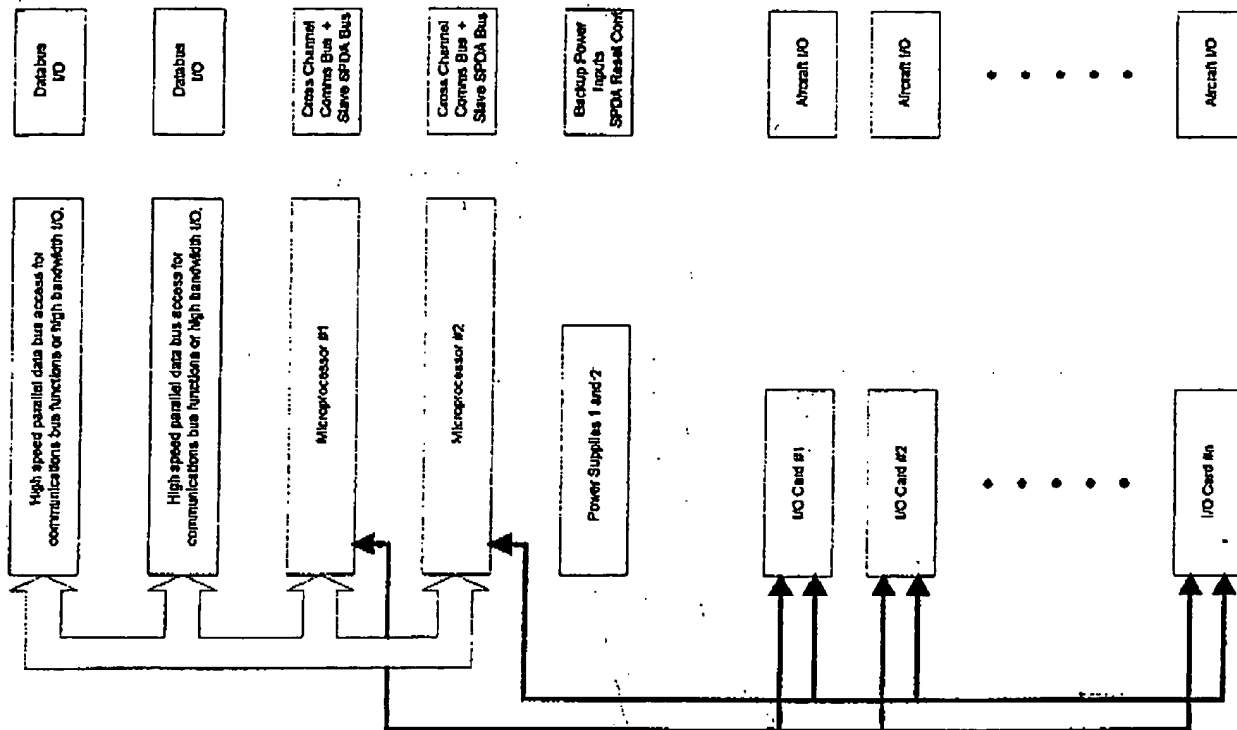 Databus
I/O
Databus
I/O
Cross Channel
Comms Bus +
Slave SPDA Bus
Cross Channel
Comms Bus +
Slave SPDA Bus
Backup Power
Inputs
SPDA Reset Conf
Aircraft I/O
Aircraft I/O
Aircraft I/O
High speed parallel data bus access for
communications bus functions or high bandwidth I/O.
High speed parallel data bus access for
communications bus functions or high bandwidth I/O.
Microprocessor #1
Microprocessor #2
Power Supplies 1 and 2
I/O Card #1
I/O Card #2
I/O Card #n